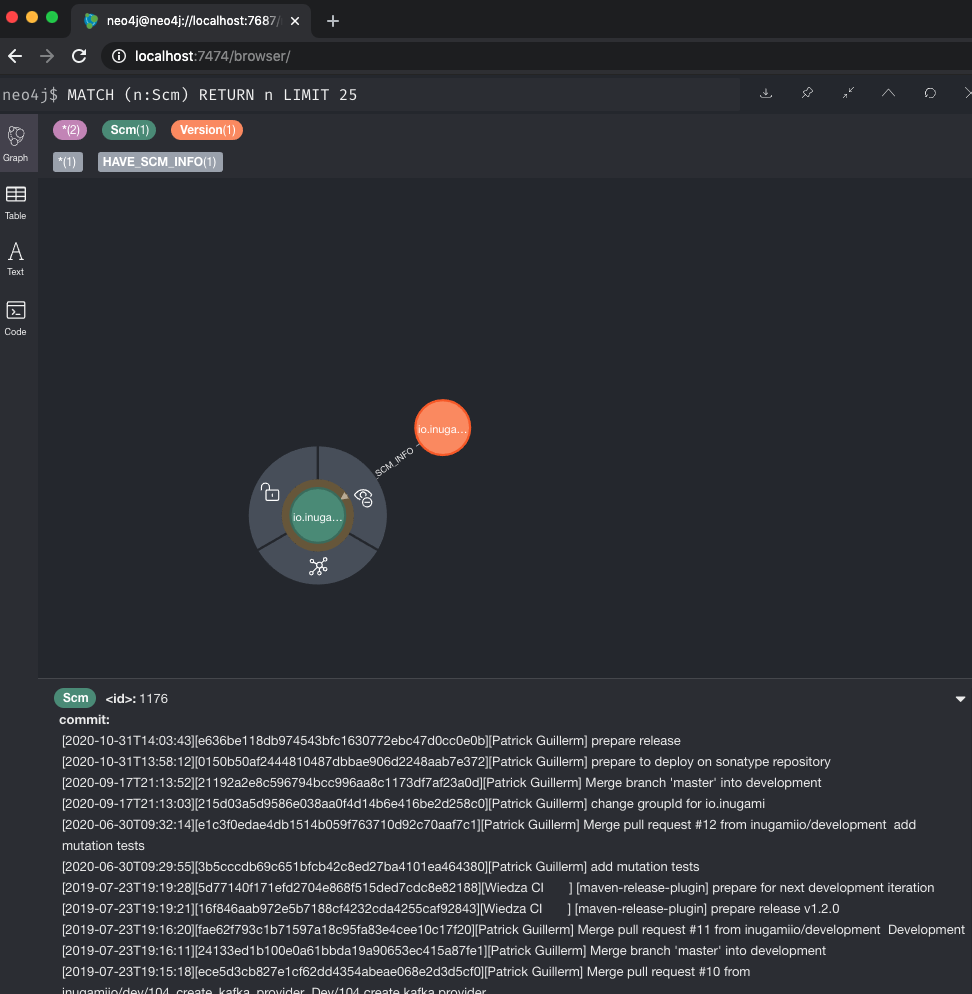 neo4j@neo4j://localhost:7687/
localhost:7474/browser/
neo4j$ MATCH (n:Scm) RETURN n LIMIT 25
*(2) Scm(1) Version(1)
*(1) HAVE_SCM_INFO(1)
Graph
Table
Text
Code
io.inuga...
_SCM_INFO
io.inuga...
Scm <id>: 1176
commit:
[2020-10-31T14:03:43][e636be118db974543bfc1630772ebc47d0cc0e0b][Patrick Guillerm] prepare release
[2020-10-31T13:58:12][0150b50af2444810487dbbae906d2248aab7e372][Patrick Guillerm] prepare to deploy on sonatype repository
[2020-09-17T21:13:52][21192a2e8c596794bcc996aa8c1173df7af23a0d][Patrick Guillerm] Merge branch 'master' into development
[2020-09-17T21:13:03][215d03a5d9586e038aa0f4d14b6e416be2d258c0][Patrick Guillerm] change groupId for io.inugami
[2020-06-30T09:32:14][e1c3f0edae4db1514b059f763710d92c70aaf7c1][Patrick Guillerm] Merge pull request #12 from inugamiio/development  add
mutation tests
[2020-06-30T09:29:55][3b5cccdb69c651bfcb42c8ed27ba4101ea464380][Patrick Guillerm] add mutation tests
[2019-07-23T19:19:28][5d77140f171efd2704e868f515ded7cdc8e82188][Wiedza CI       ] [maven-release-plugin] prepare for next development iteration
[2019-07-23T19:19:21][16f846aab972e5b7188cf4232cda4255caf92843][Wiedza CI       ] [maven-release-plugin] prepare release v1.2.0
[2019-07-23T19:16:20][fae62f793c1b71597a18c95fa83e4cee10c17f20][Patrick Guillerm] Merge pull request #11 from inugamiio/development  Development
[2019-07-23T19:16:11][24133ed1b100e0a61bbda19a90653ec415a87fe1][Patrick Guillerm] Merge branch 'master' into development
[2019-07-23T19:15:18][ece5d3cb827e1cf62dd4354abeae068e2d3d5cf0][Patrick Guillerm] Merge pull request #10 from
inugamiio/dev/104_create_kafka_provider  Dev/104 create kafka provider